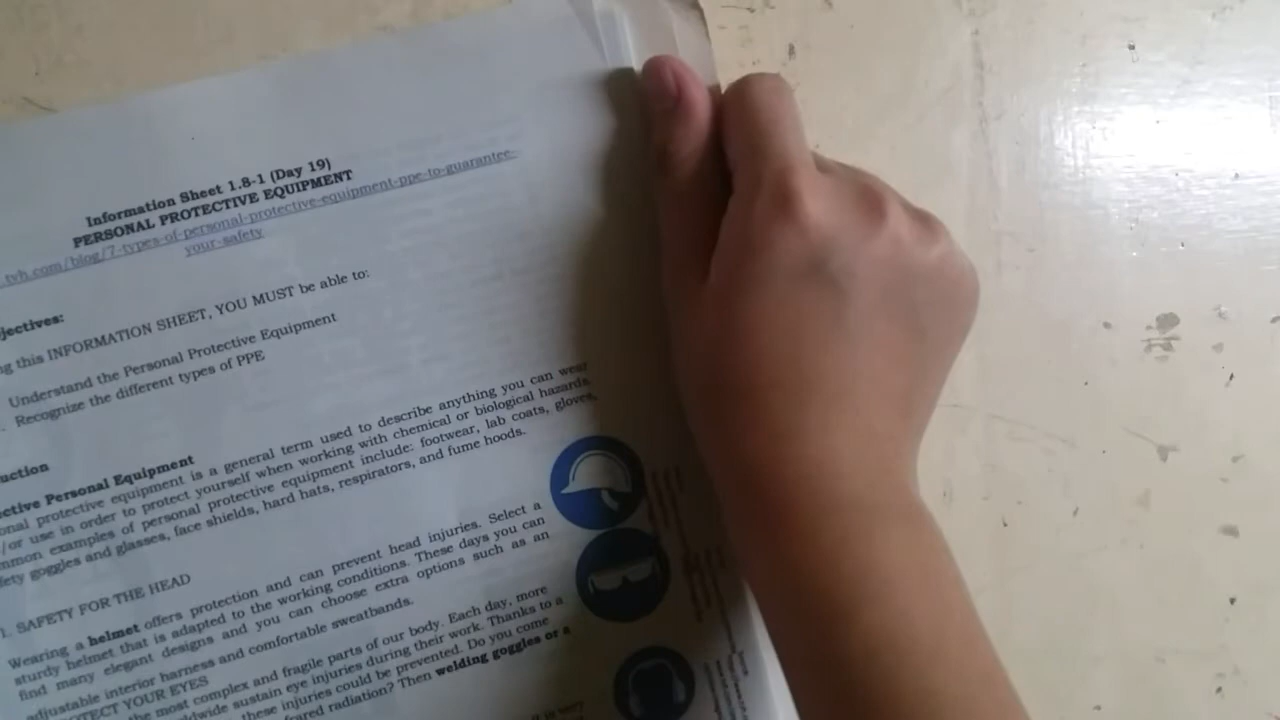 Information Sheet 1.8-1 (Day 19)
PERSONAL PROTECTIVE EQUIPMENT
tvh.com/blog/7-types-of-personal-protective-equipment-ppe-to-guarantee-
your-safety
jectives:
ng this INFORMATION SHEET, YOU MUST be able to:
Understand the Personal Protective Equipment
Recognize the different types of PPE
uction
ective Personal Equipment
onal protective equipment is a general term used to describe anything you can wear
/or use in order to protect yourself when working with chemical or biological hazards.
mmon examples of personal protective equipment include: footwear, lab coats, gloves,
fety goggles and glasses, face shields, hard hats, respirators, and fume hoods.
1. SAFETY FOR THE HEAD
Wearing a helmet offers protection and can prevent head injuries. Select a
sturdy helmet that is adapted to the working conditions. These days you can
find many elegant designs and you can choose extra options such as an
adjustable interior harness and comfortable sweatbands.
OTECT YOUR EYES
the most complex and fragile parts of our body. Each day, more
ldwide sustain eye injuries during their work. Thanks to a
these injuries could be prevented. Do you come
frared radiation? Then welding goggles or a